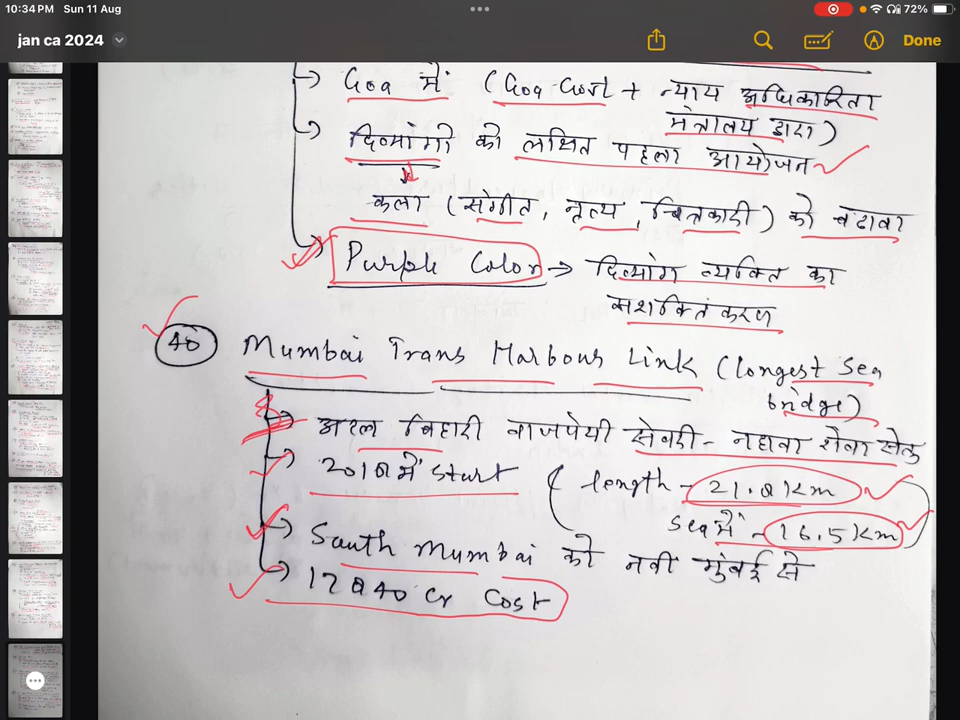 10:34 PM Sun 11 Aug
72%
jan ca 2024
Done
Goa में (Goa Govt + न्याय अधिकारिता
मंत्रालय द्वारा)
दिव्यांगो को लक्षित पहला आयोजन
कला (संगीत, नृत्य, चित्रकारी) को बढावा
Purple Color → दिव्यांग व्यक्ति का
सशक्तिकरण
40 Mumbai Trans Harbour Link (longest Sea
bridge)
अटल बिहारी वाजपेयी सेवरी - नहावा शेवा सेतु
2018 में start (length - 21.8 Km
Sea में - 16.5 Km)
South Mumbai को नवी मुंबई से
17840 Cr Cost